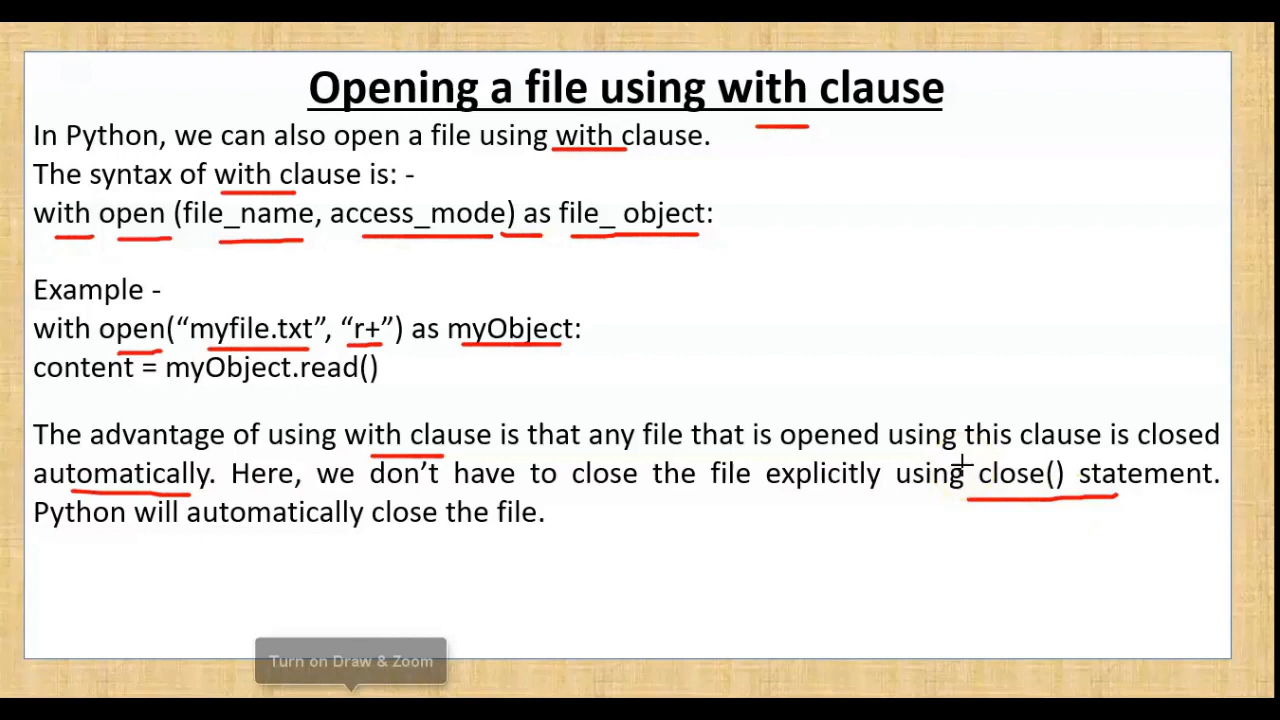 Opening a file using with clause
In Python, we can also open a file using with clause.
The syntax of with clause is: -
with open (file_name, access_mode) as file_ object:
Example -
with open(“myfile.txt”, “r+”) as myObject:
content = myObject.read()
The advantage of using with clause is that any file that is opened using this clause is closed
automatically. Here, we don’t have to close the file explicitly using close() statement.
Python will automatically close the file.
Turn on Draw & Zoom